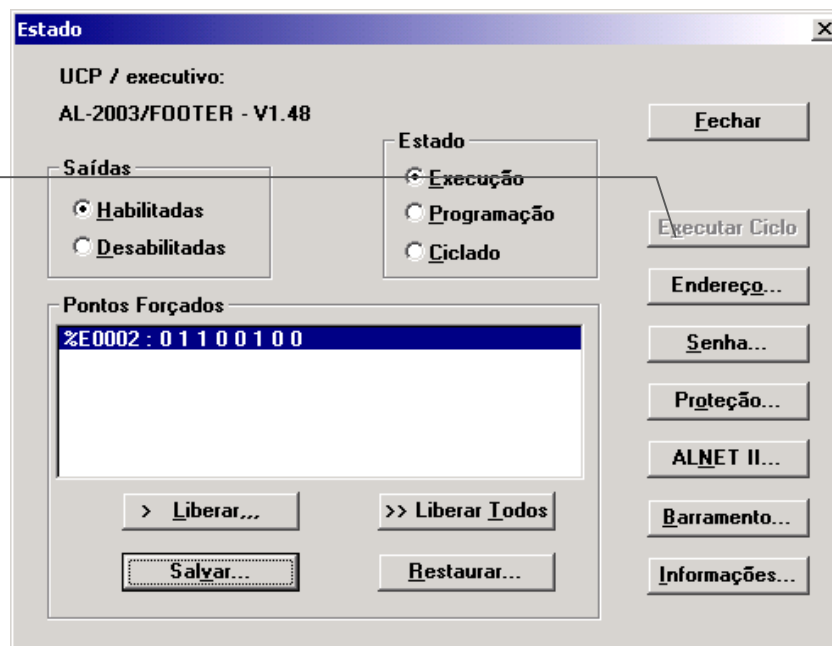 Estado
UCP / executivo:
AL-2003/FOOTER - V1.48
Fechar
Saídas
Habilitadas
Desabilitadas
Estado
Execução
Programação
Ciclado
Executar Ciclo
Endereço...
Senha...
Proteção...
ALNET II...
Barramento...
Informações...
Pontos Forçados
%E0002 : 0 1 1 0 0 1 0 0
> Liberar,,,
>> Liberar Todos
Salvar...
Restaurar...